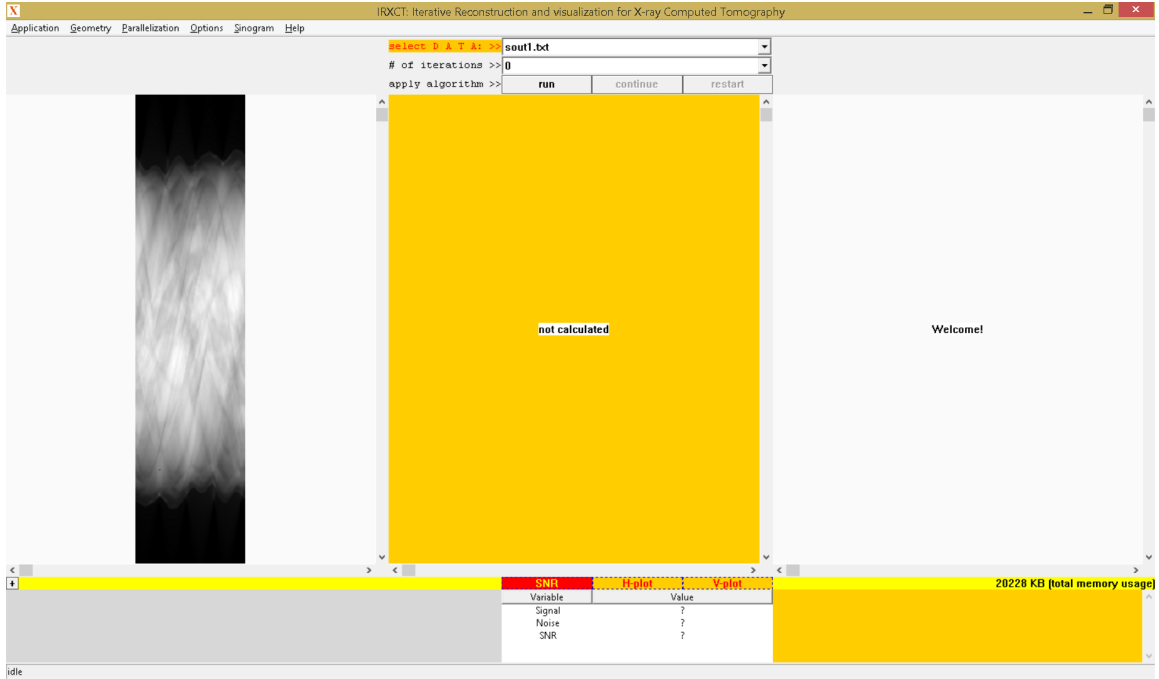 X IRXCT: Iterative Reconstruction and visualization for X-ray Computed Tomography
Application Geometry Parallelization Options Sinogram Help
select D A T A: >> sout1.txt
# of iterations >> 0
apply algorithm >> run continue restart
not calculated
Welcome!
+ SNR H-plot V-plot 20228 KB (total memory usage)
Variable Value
Signal ?
Noise ?
SNR ?
idle